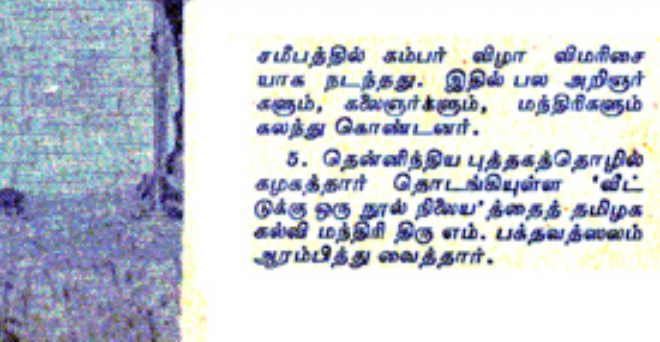 சமீபத்தில் கம்பர் விழா விமரிசை
யாக நடந்தது. இதில் பல அறிஞர்
களும், கலைஞர்களும், மந்திரிகளும்
கலந்து கொண்டனர்.
5. தென்னிந்திய புத்தகத்தொழில்
கழகத்தார் தொடங்கியுள்ள 'வீட்
டுக்கு ஒரு நூல் நிலைய'த்தைத் தமிழக
கல்வி மந்திரி திரு எம். பக்தவத்ஸலம்
ஆரம்பித்து வைத்தார்.